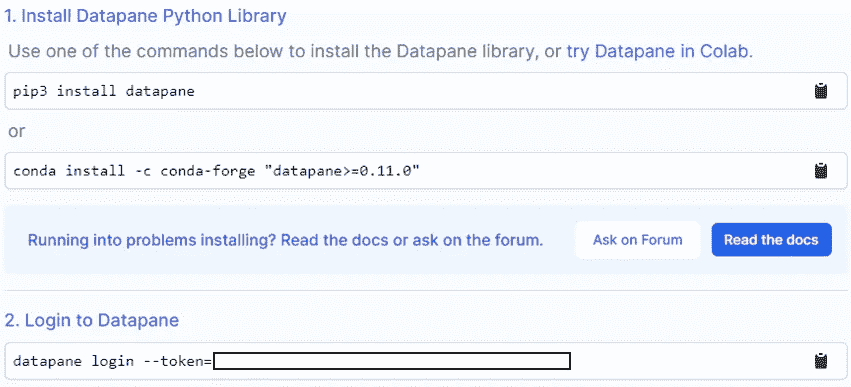 1. Install Datapane Python Library
Use one of the commands below to install the Datapane library, or try Datapane in Colab.
pip3 install datapane
or
conda install -c conda-forge "datapane>=0.11.0"
Running into problems installing? Read the docs or ask on the forum.
Ask on Forum
Read the docs
2. Login to Datapane
datapane login --token=